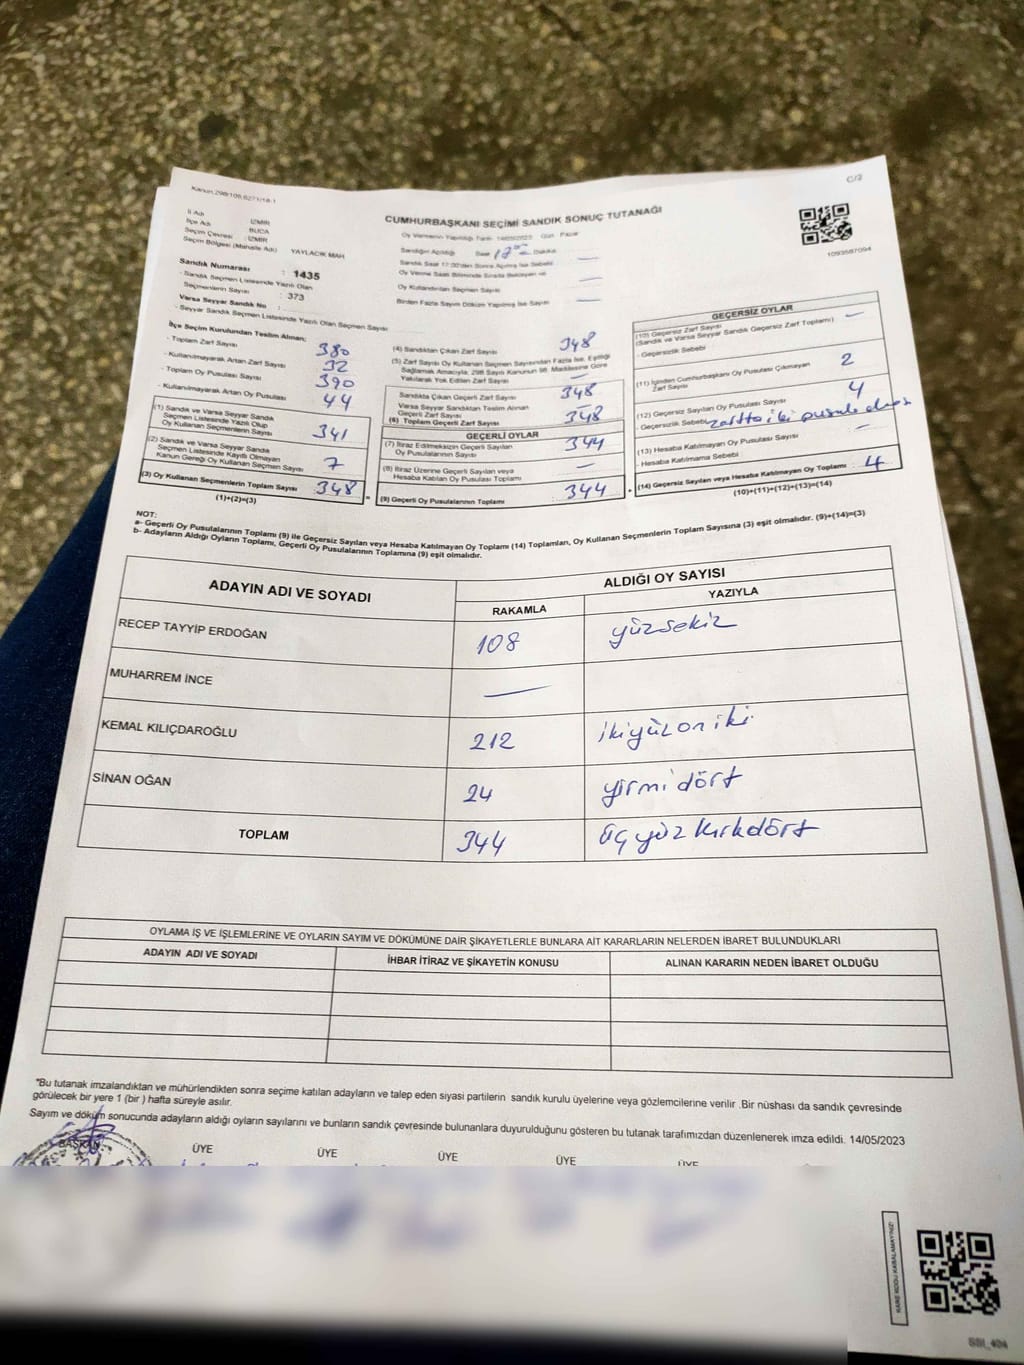 Kanun.298/105,6271/18-1
C/2
CUMHURBAŞKANI SEÇİMİ SANDIK SONUÇ TUTANAĞI
İl Adı : İZMİR
İlçe Adı : BUCA
Seçim Çevresi : İZMİR
Seçim Bölgesi (Mahalle Adı) YAYLACIK MAH
Sandık Numarası : 1435
- Sandık Seçmen Listesinde Yazılı Olan
Seçmenlerin Sayısı : 373
Varsa Seyyar Sandık No :
- Seyyar Sandık Seçmen Listesinde Yazılı Olan Seçmen Sayısı
Oy Vermenin Yapıldığı Tarih 14/05/2023 Gün Pazar
Sandığın Açıldığı Saat Dakika
Sandık Saat 17:00'den Sonra Açılmış İse Sebebi
Oy Verme Saati Bitiminde Sırada Bekleyen ve
Oy Kullandırılan Seçmen Sayısı
Birden Fazla Sayım Döküm Yapılmış İse Sayısı
1093587094
İlçe Seçim Kurulundan Teslim Alınan;
- Toplam Zarf Sayısı 380
- Kullanılmayarak Artan Zarf Sayısı 32
- Toplam Oy Pusulası Sayısı 390
- Kullanılmayarak Artan Oy Pusulası 44
(1) Sandık ve Varsa Seyyar Sandık
Seçmen Listesinde Yazılı Olup
Oy Kullanan Seçmenlerin Sayısı 341
(2) Sandık ve Varsa Seyyar Sandık
Seçmen Listesinde Kayıtlı Olmayan
Kanun Gereği Oy Kullanan Seçmen Sayısı 7
(3) Oy Kullanan Seçmenlerin Toplam Sayısı 348
(1)+(2)=(3)
(4) Sandıktan Çıkan Zarf Sayısı 348
(5) Zarf Sayısı Oy Kullanan Seçmen Sayısından Fazla İse, Eşitliği
Sağlamak Amacıyla, 298 Sayılı Kanunun 98. Maddesine Göre
Yakılarak Yok Edilen Zarf Sayısı —
Sandıkta Çıkan Geçerli Zarf Sayısı 348
Varsa Seyyar Sandıktan Teslim Alınan
Geçerli Zarf Sayısı —
(6) Toplam Geçerli Zarf Sayısı 348
GEÇERLİ OYLAR
(7) İtiraz Edilmeksizin Geçerli Sayılan
Oy Pusulalarının Sayısı 344
(8) İtiraz Üzerine Geçerli Sayılan veya
Hesaba Katılan Oy Pusulası Toplamı —
(9) Geçerli Oy Pusulalarının Toplamı : 344
GEÇERSİZ OYLAR
(10) Geçersiz Zarf Sayısı —
(Sandık ve Varsa Seyyar Sandık Geçersiz Zarf Toplamı)
- Geçersizlik Sebebi
(11) İçinden Cumhurbaşkanı Oy Pusulası Çıkmayan
Zarf Sayısı 2
(12) Geçersiz Sayılan Oy Pusulası Sayısı 4
- Geçersizlik Sebebi zarfta iki pusula olması
(13) Hesaba Katılmayan Oy Pusulası Sayısı —
- Hesaba Katılmama Sebebi
(14) Geçersiz Sayılan veya Hesaba Katılmayan Oy Toplamı 4
(10)+(11)+(12)+(13)=(14)
NOT:
a- Geçerli Oy Pusulalarının Toplamı (9) ile Geçersiz Sayılan veya Hesaba Katılmayan Oy Toplamı (14) Toplamları, Oy Kullanan Seçmenlerin Toplam Sayısına (3) eşit olmalıdır. (9)+(14)=(3)
b- Adayların Aldığı Oyların Toplamı, Geçerli Oy Pusulalarının Toplamına (9) eşit olmalıdır.
ADAYIN ADI VE SOYADI
ALDIĞI OY SAYISI
RAKAMLA YAZIYLA
RECEP TAYYİP ERDOĞAN 108 yüzsekiz
MUHARREM İNCE —
KEMAL KILIÇDAROĞLU 212 ikiyüzoniki
SİNAN OĞAN 24 yirmidört
TOPLAM 344 üçyüzkırkdört
OYLAMA İŞ VE İŞLEMLERİNE VE OYLARIN SAYIM VE DÖKÜMÜNE DAİR ŞİKAYETLERLE BUNLARA AİT KARARLARIN NELERDEN İBARET BULUNDUKLARI
ADAYIN ADI VE SOYADI İHBAR İTİRAZ VE ŞİKAYETİN KONUSU ALINAN KARARIN NEDEN İBARET OLDUĞU
"Bu tutanak imzalandıktan ve mühürlendikten sonra seçime katılan adayların ve talep eden siyasi partilerin sandık kurulu üyelerine veya gözlemcilerine verilir .Bir nüshası da sandık çevresinde
görülecek bir yere 1 (bir ) hafta süreyle asılır.
Sayım ve döküm sonucunda adayların aldığı oyların sayılarını ve bunların sandık çevresinde bulunanlara duyurulduğunu gösteren bu tutanak tarafımızdan düzenlenerek imza edildi. 14/05/2023
BAŞKAN ÜYE ÜYE ÜYE ÜYE ÜYE
KARE KODU KARALAMAYINIZ!